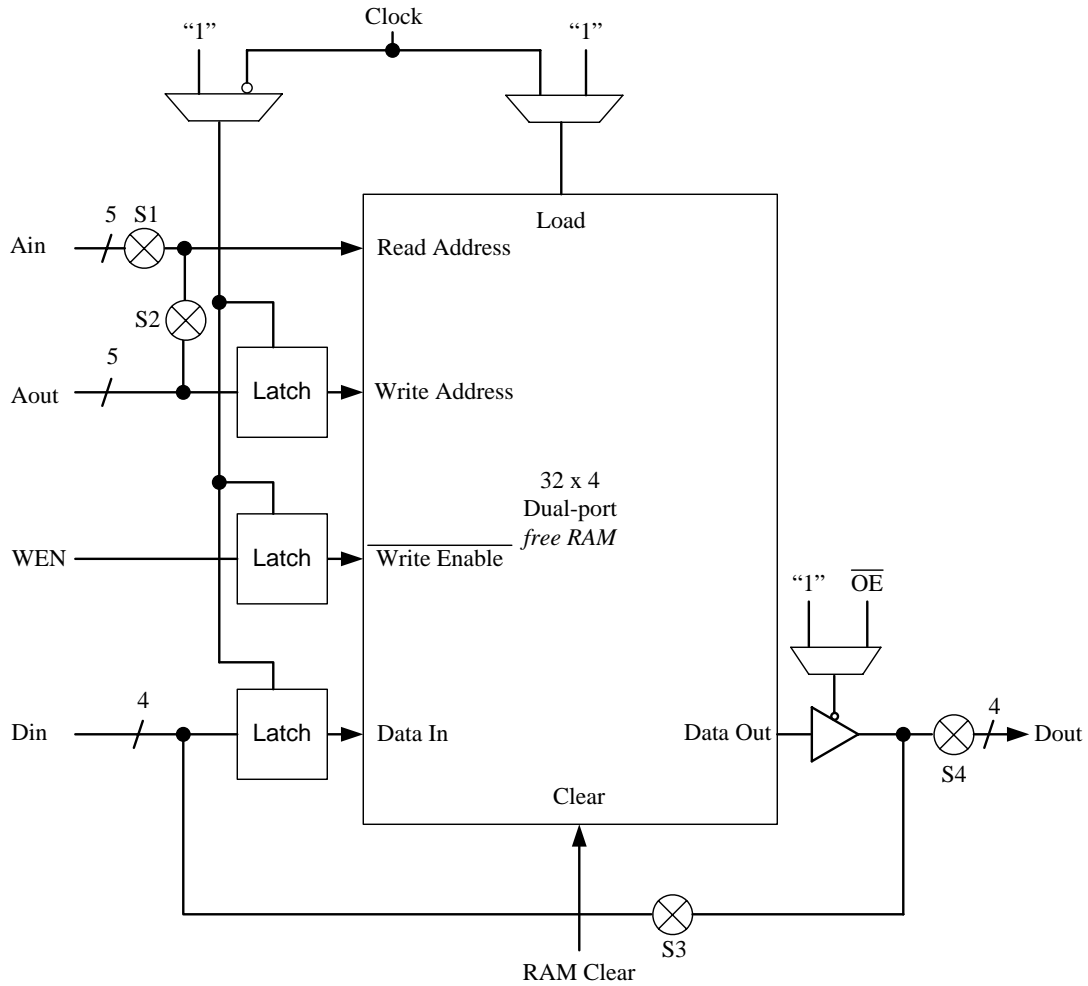 Clock
“1”
“1”
5
S1
Load
Ain
Read Address
S2
5
Aout
Latch
Write Address
32 x 4
Dual-port
free RAM
WEN
Latch
Write Enable
“1”
OE
4
Din
Latch
Data In
Data Out
4
Dout
S4
Clear
S3
RAM Clear